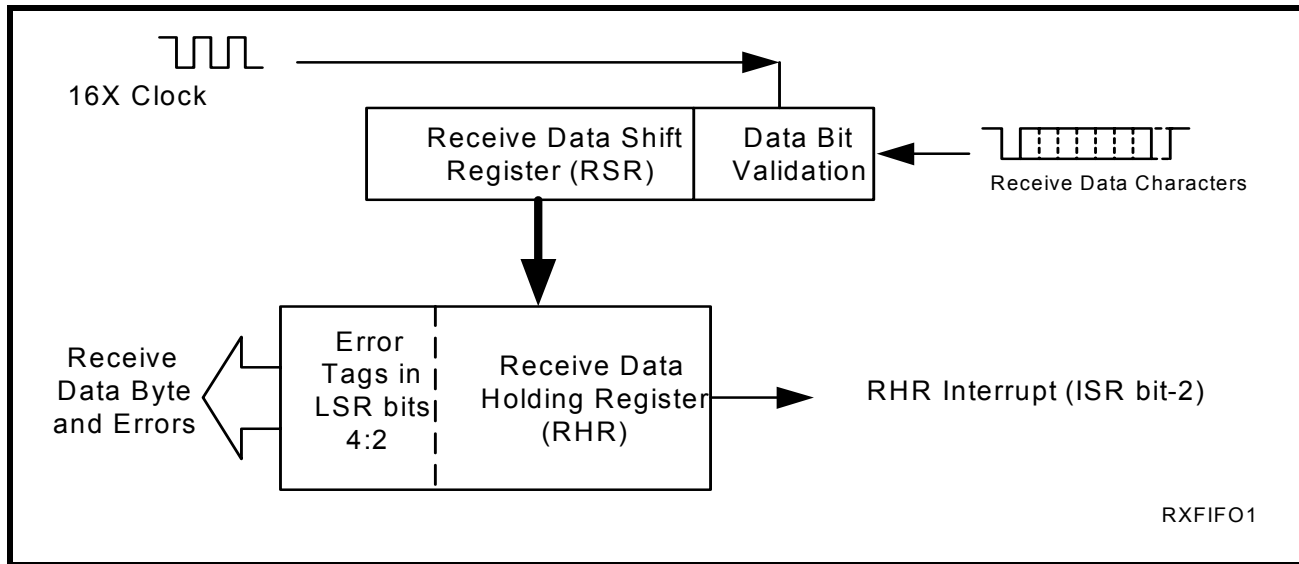 16X Clock
Receive Data Shift
Register (RSR)
Data Bit
Validation
Receive Data Characters
Receive
Data Byte
and Errors
Error
Tags in
LSR bits
4:2
Receive Data
Holding Register
(RHR)
RHR Interrupt (ISR bit-2)
RXFIFO1